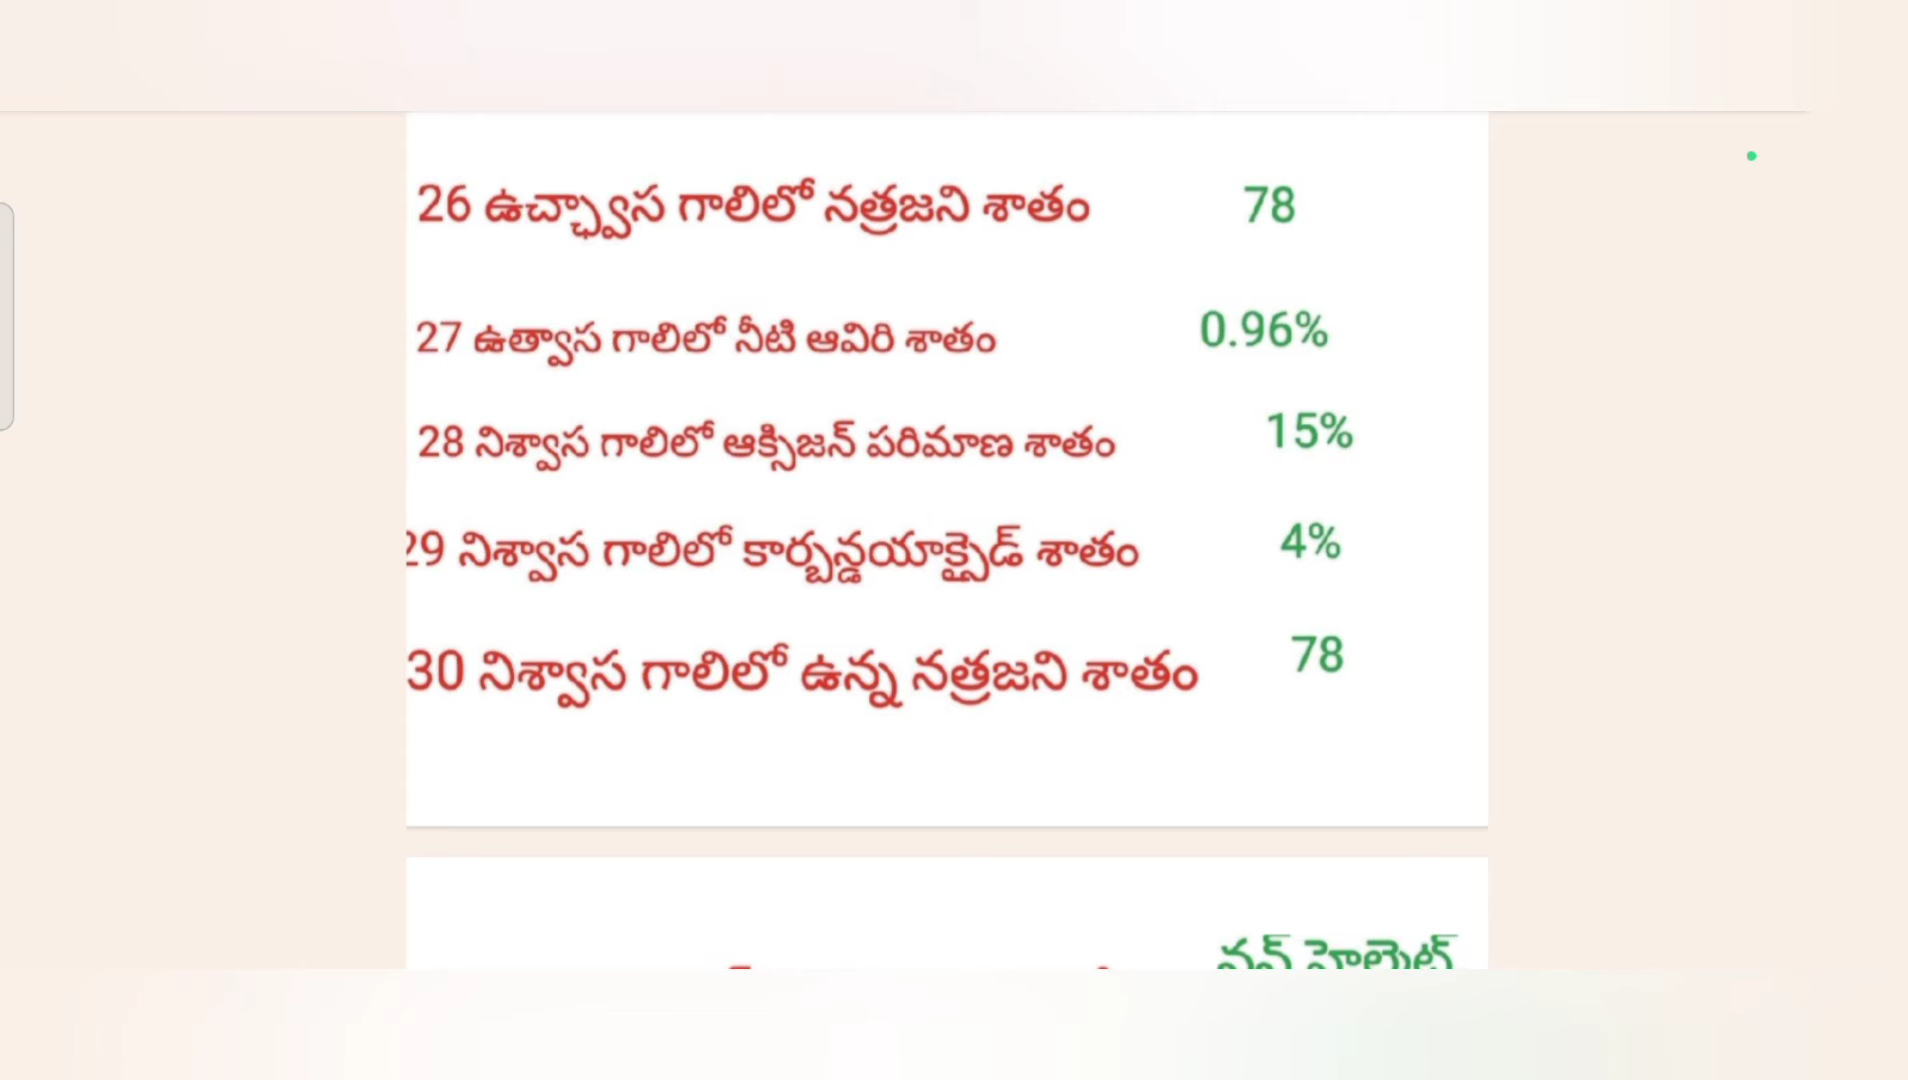 26 ఉచ్ఛ్వాస గాలిలో నత్రజని శాతం 78
27 ఉత్వాస గాలిలో నీటి ఆవిరి శాతం 0.96%
28 నిశ్వాస గాలిలో ఆక్సిజన్ పరిమాణ శాతం 15%
29 నిశ్వాస గాలిలో కార్బన్డయాక్సైడ్ శాతం 4%
30 నిశ్వాస గాలిలో ఉన్న నత్రజని శాతం 78